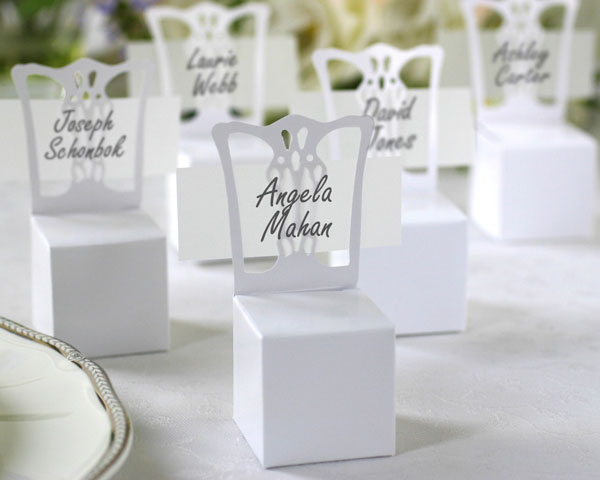 Laurie
Webb
Ashley
Carter
Joseph
Schonbok
David
Jones
Angela
Mahan